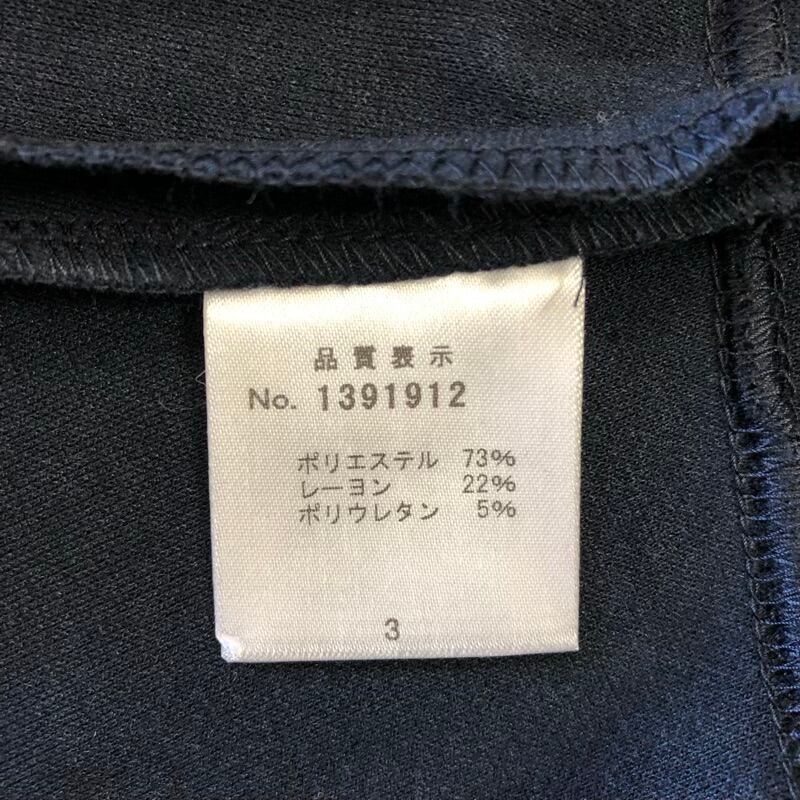 品質表示
No. 1391912
ポリエステル 73%
レーヨン 22%
ポリウレタン 5%
3